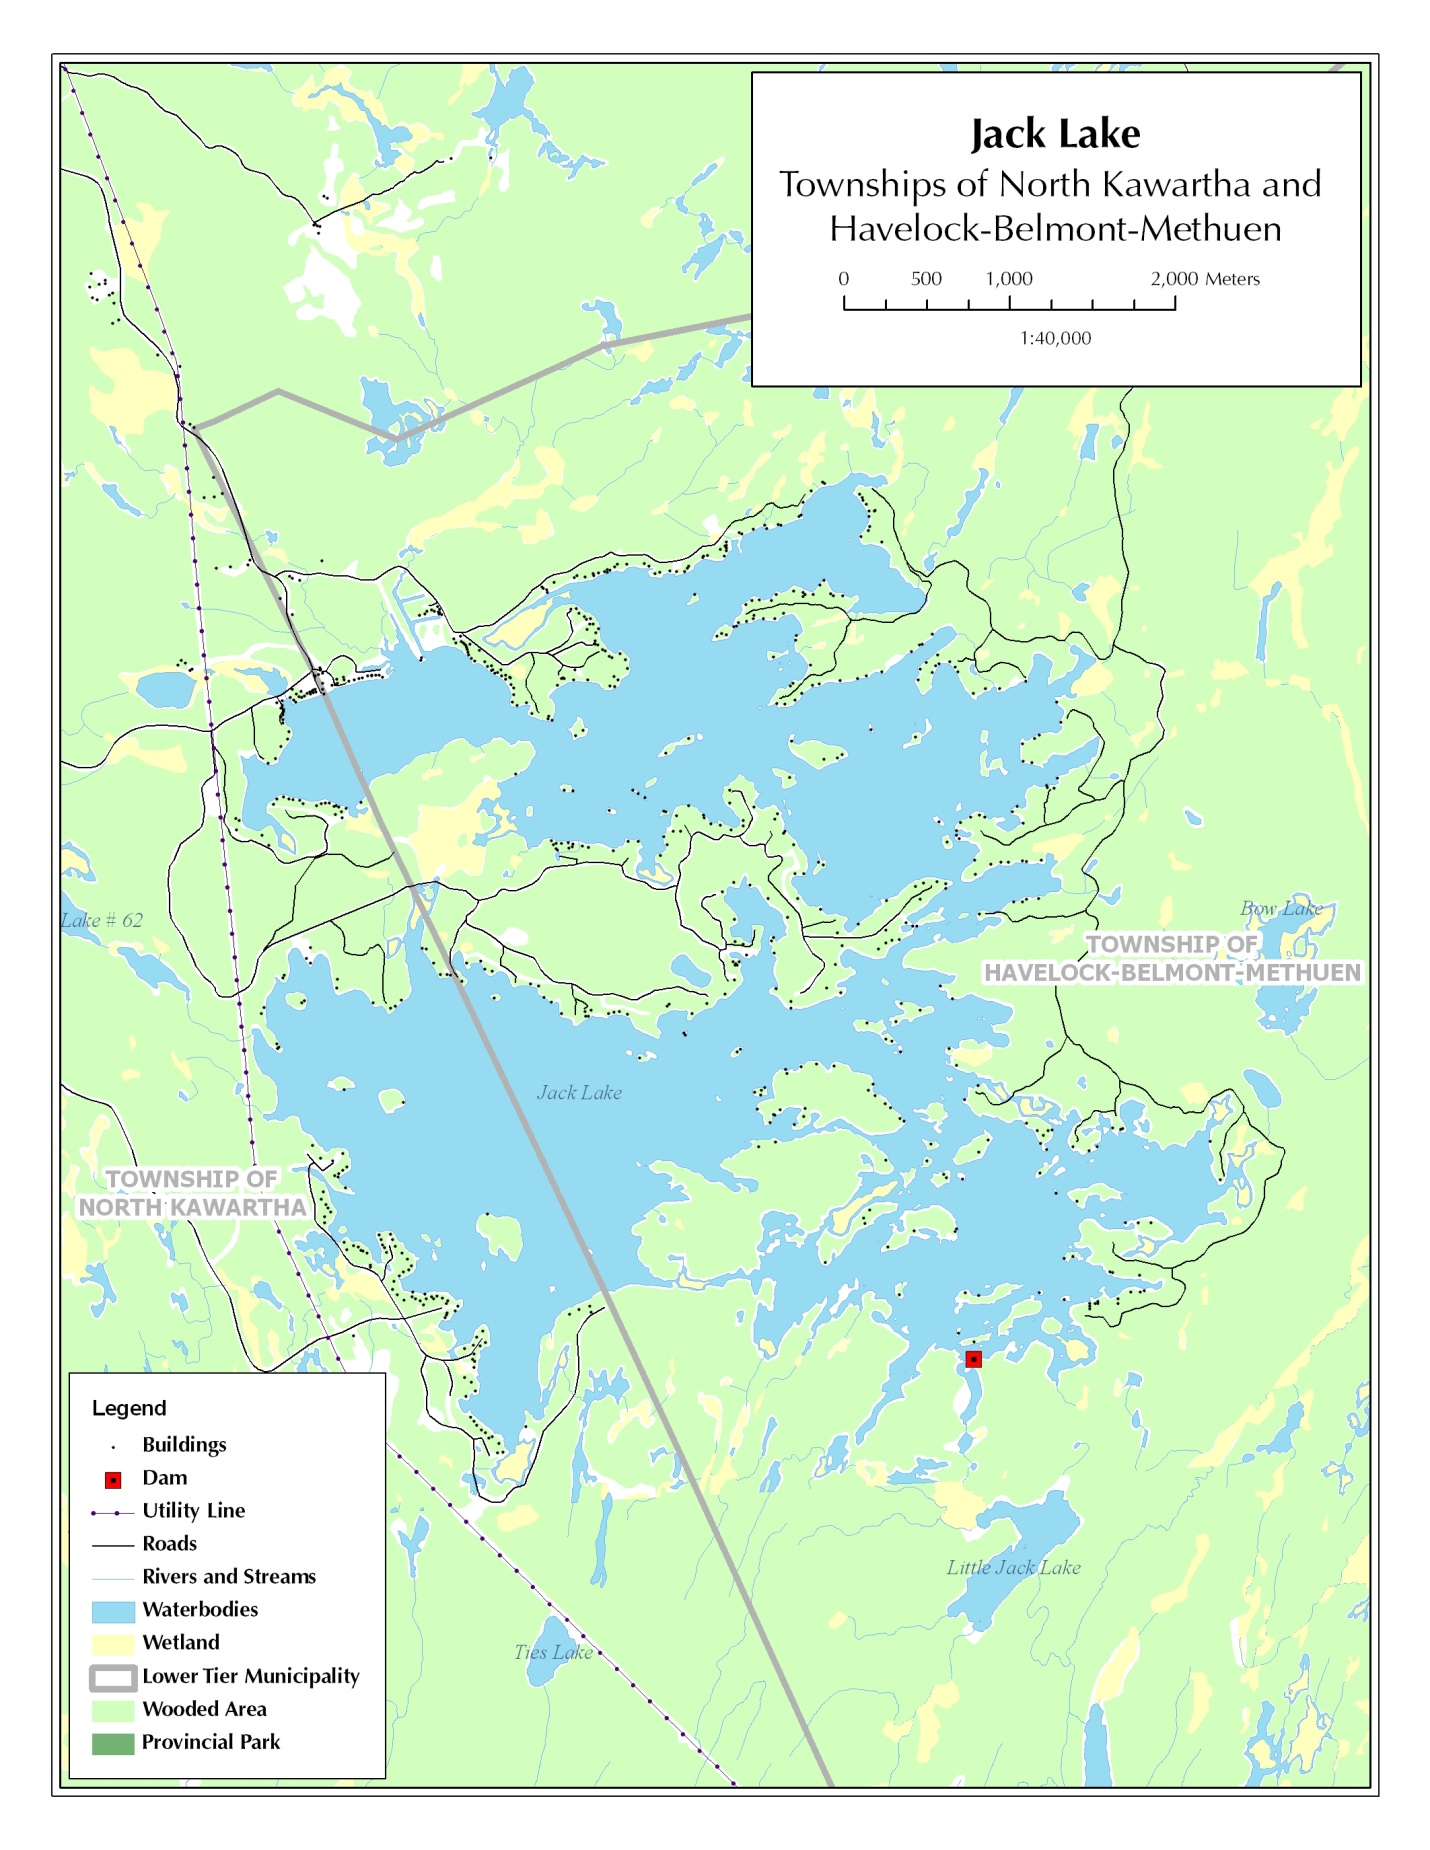 Jack Lake
Townships of North Kawartha and
Havelock-Belmont-Methuen
0 500 1,000 2,000 Meters
1:40,000
Lake # 62
Bow Lake
TOWNSHIP OF
HAVELOCK-BELMONT-METHUEN
Jack Lake
TOWNSHIP OF
NORTH KAWARTHA
Little Jack Lake
Ties Lake
Legend
Buildings
Dam
Utility Line
Roads
Rivers and Streams
Waterbodies
Wetland
Lower Tier Municipality
Wooded Area
Provincial Park